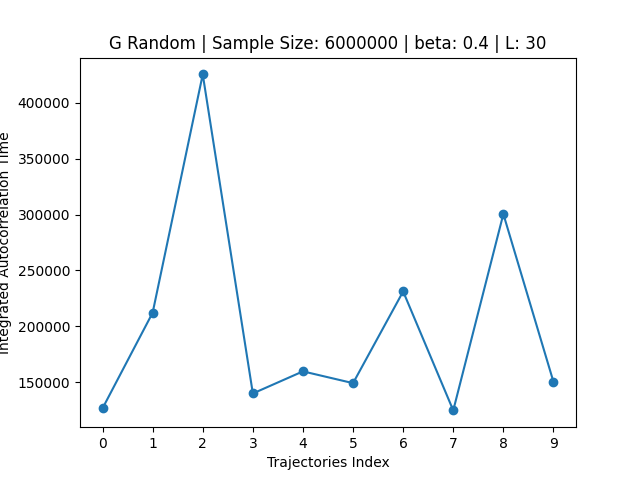 G Random | Sample Size: 6000000 | beta: 0.4 | L: 30
Integrated Autocorrelation Time
400000
350000
300000
250000
200000
150000
0 1 2 3 4 5 6 7 8 9
Trajectories Index